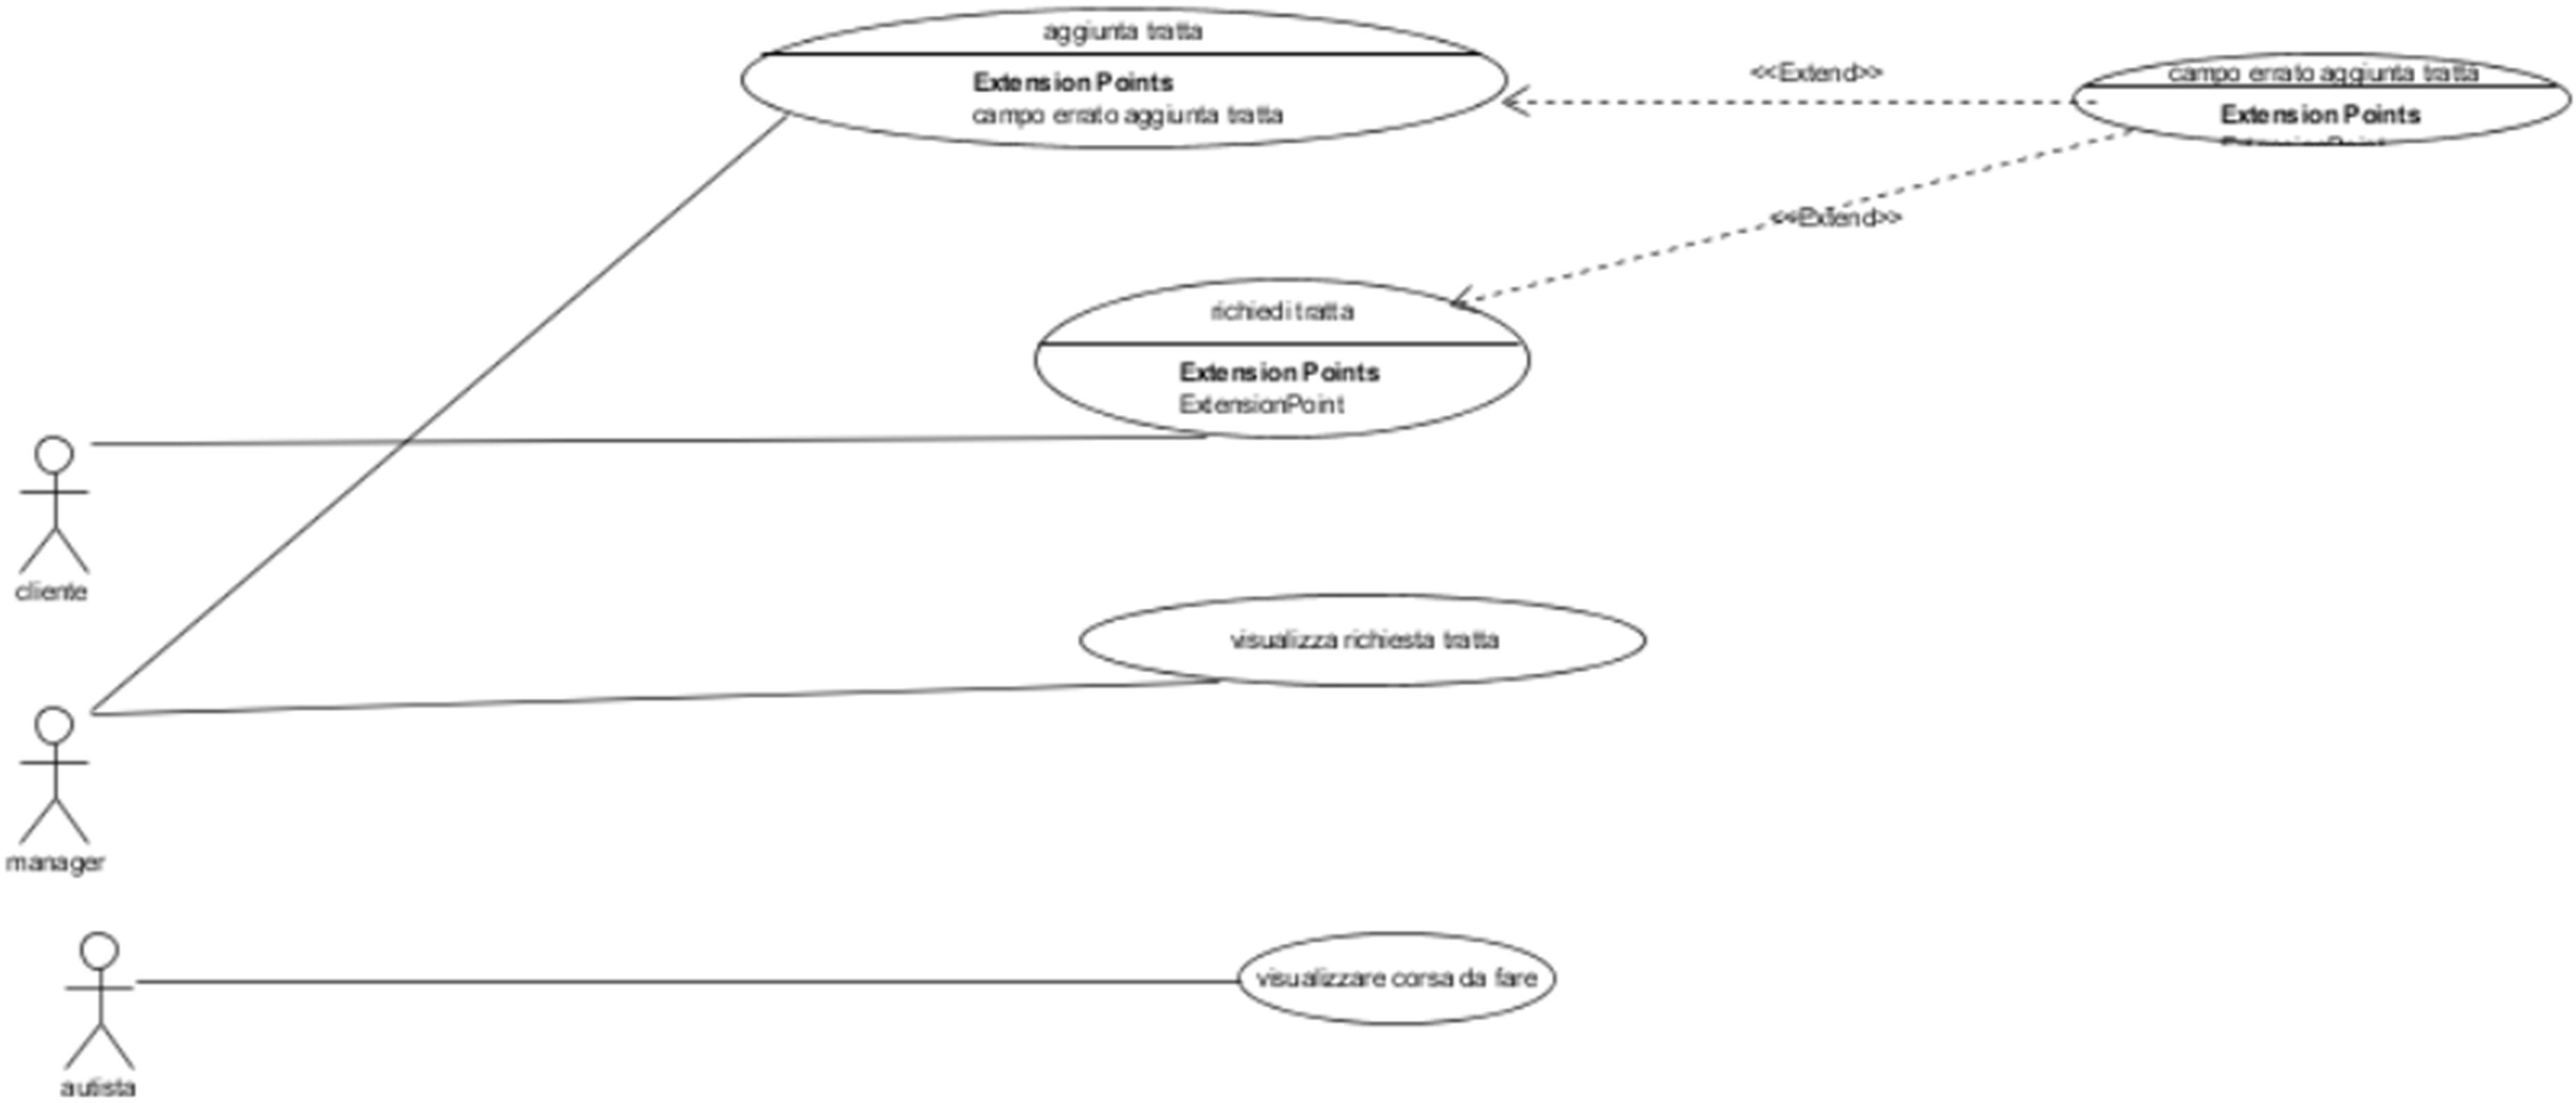 aggiunta tratta
Extension Points
campo errato aggiunta tratta
<<Extend>>
campo errato aggiunta tratta
Extension Points
ExtensionPoint
<<Extend>>
richiedi tratta
Extension Points
ExtensionPoint
cliente
visualizza richiesta tratta
manager
visualizzare corsa da fare
autista